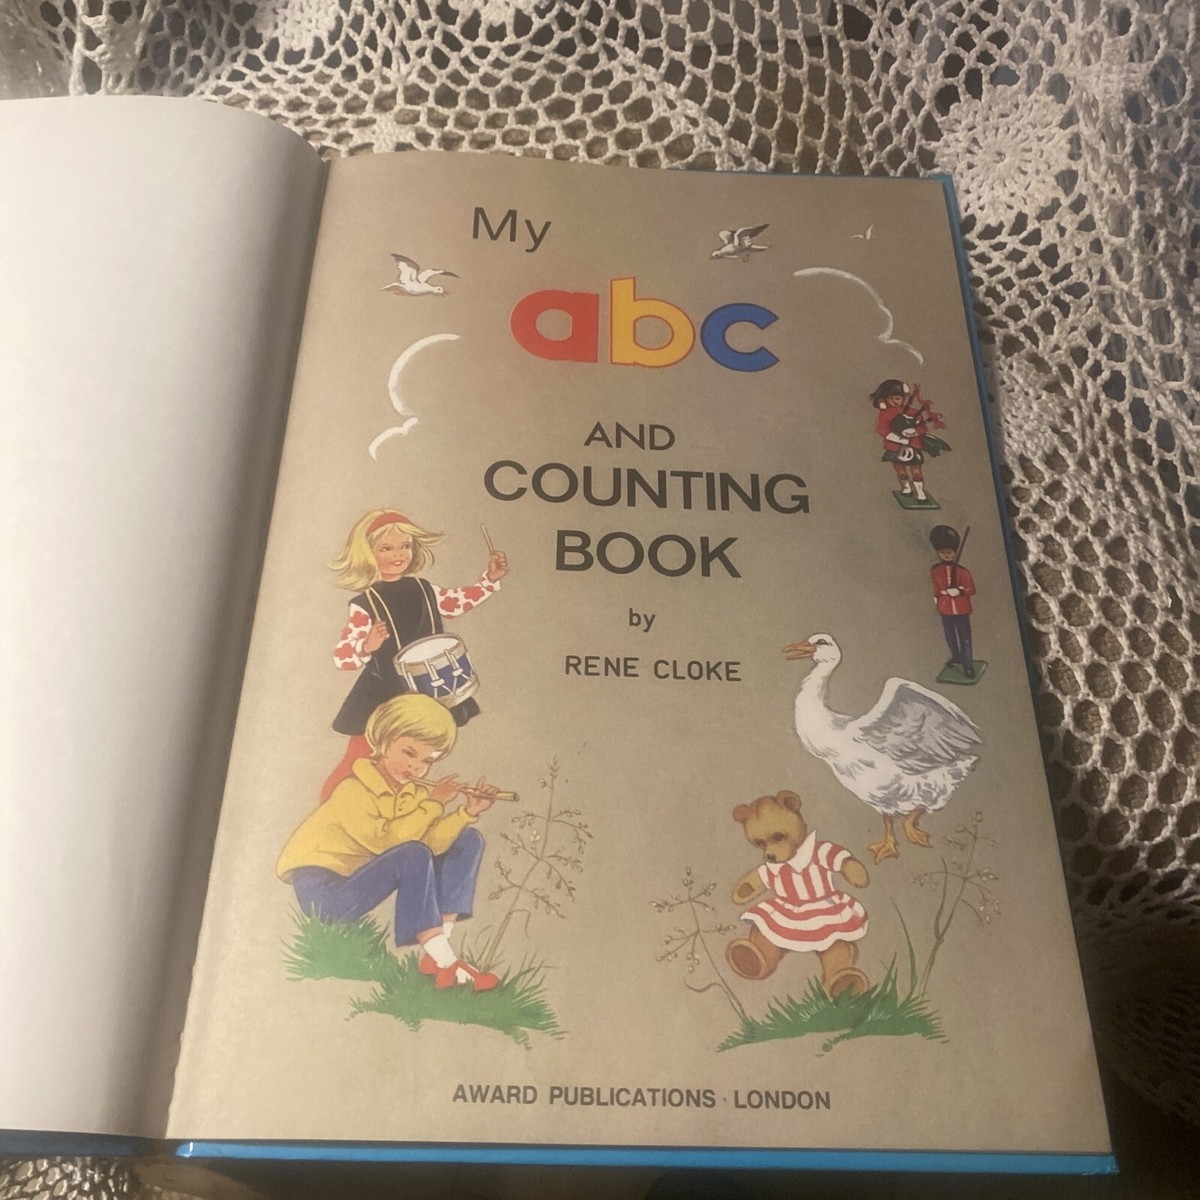 My
abc
AND
COUNTING
BOOK
by
RENE CLOKE
AWARD PUBLICATIONS · LONDON